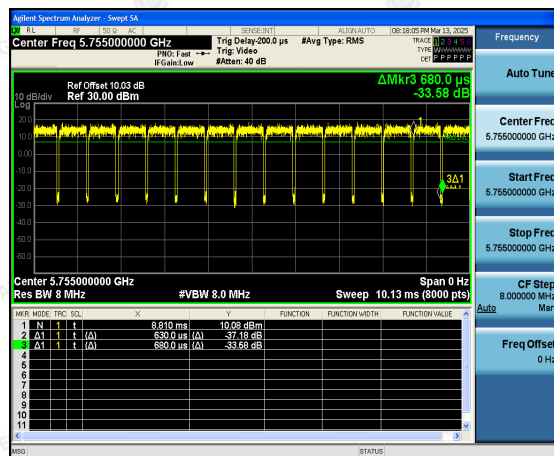 Agilent Spectrum Analyzer - Swept SA
RL RF 50 Ω AC SENSE:INT ALIGNAUTO 08:18:05 PM Mar 13, 2025
Center Freq 5.755000000 GHz
PNO: Fast
IFGain:Low
Trig Delay-200.0 µs
Trig: Video
#Atten: 40 dB
#Avg Type: RMS
TRACE 1 2 3 4 5 6
TYPE
DET P P P P P P
Frequency
Auto Tune
Center Freq
5.755000000 GHz
Start Freq
5.755000000 GHz
Stop Freq
5.755000000 GHz
CF Step
8.000000 MHz
Auto Man
Freq Offset
0 Hz
ΔMkr3 680.0 µs
-33.58 dB
Ref Offset 10.03 dB
10 dB/div Ref 30.00 dBm
Log
20.0
10.0
0.00
-10.0
-20.0
-30.0
-40.0
-50.0
-60.0
1
3Δ1
Center 5.755000000 GHz Span 0 Hz
Res BW 8 MHz #VBW 8.0 MHz Sweep 10.13 ms (8000 pts)
MKR MODE TRC SCL X Y FUNCTION FUNCTION WIDTH FUNCTION VALUE
1 N 1 t 8.810 ms 10.08 dBm
2 Δ1 1 t (Δ) 630.0 µs (Δ) -37.18 dB
3 Δ1 1 t (Δ) 680.0 µs (Δ) -33.58 dB
4
5
6
7
8
9
10
11
MSG STATUS